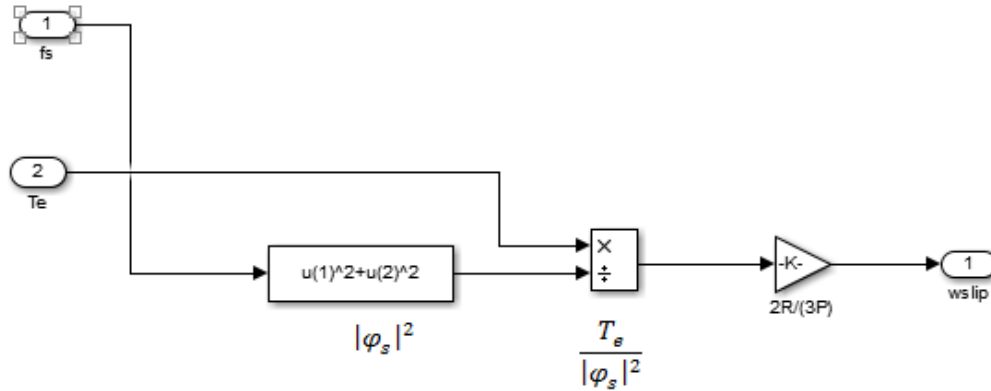 1
fs
2
Te
u(1)^2+u(2)^2
|φₛ|²
×
÷
Tₑ
|φₛ|²
-K-
2R/(3P)
1
wslip